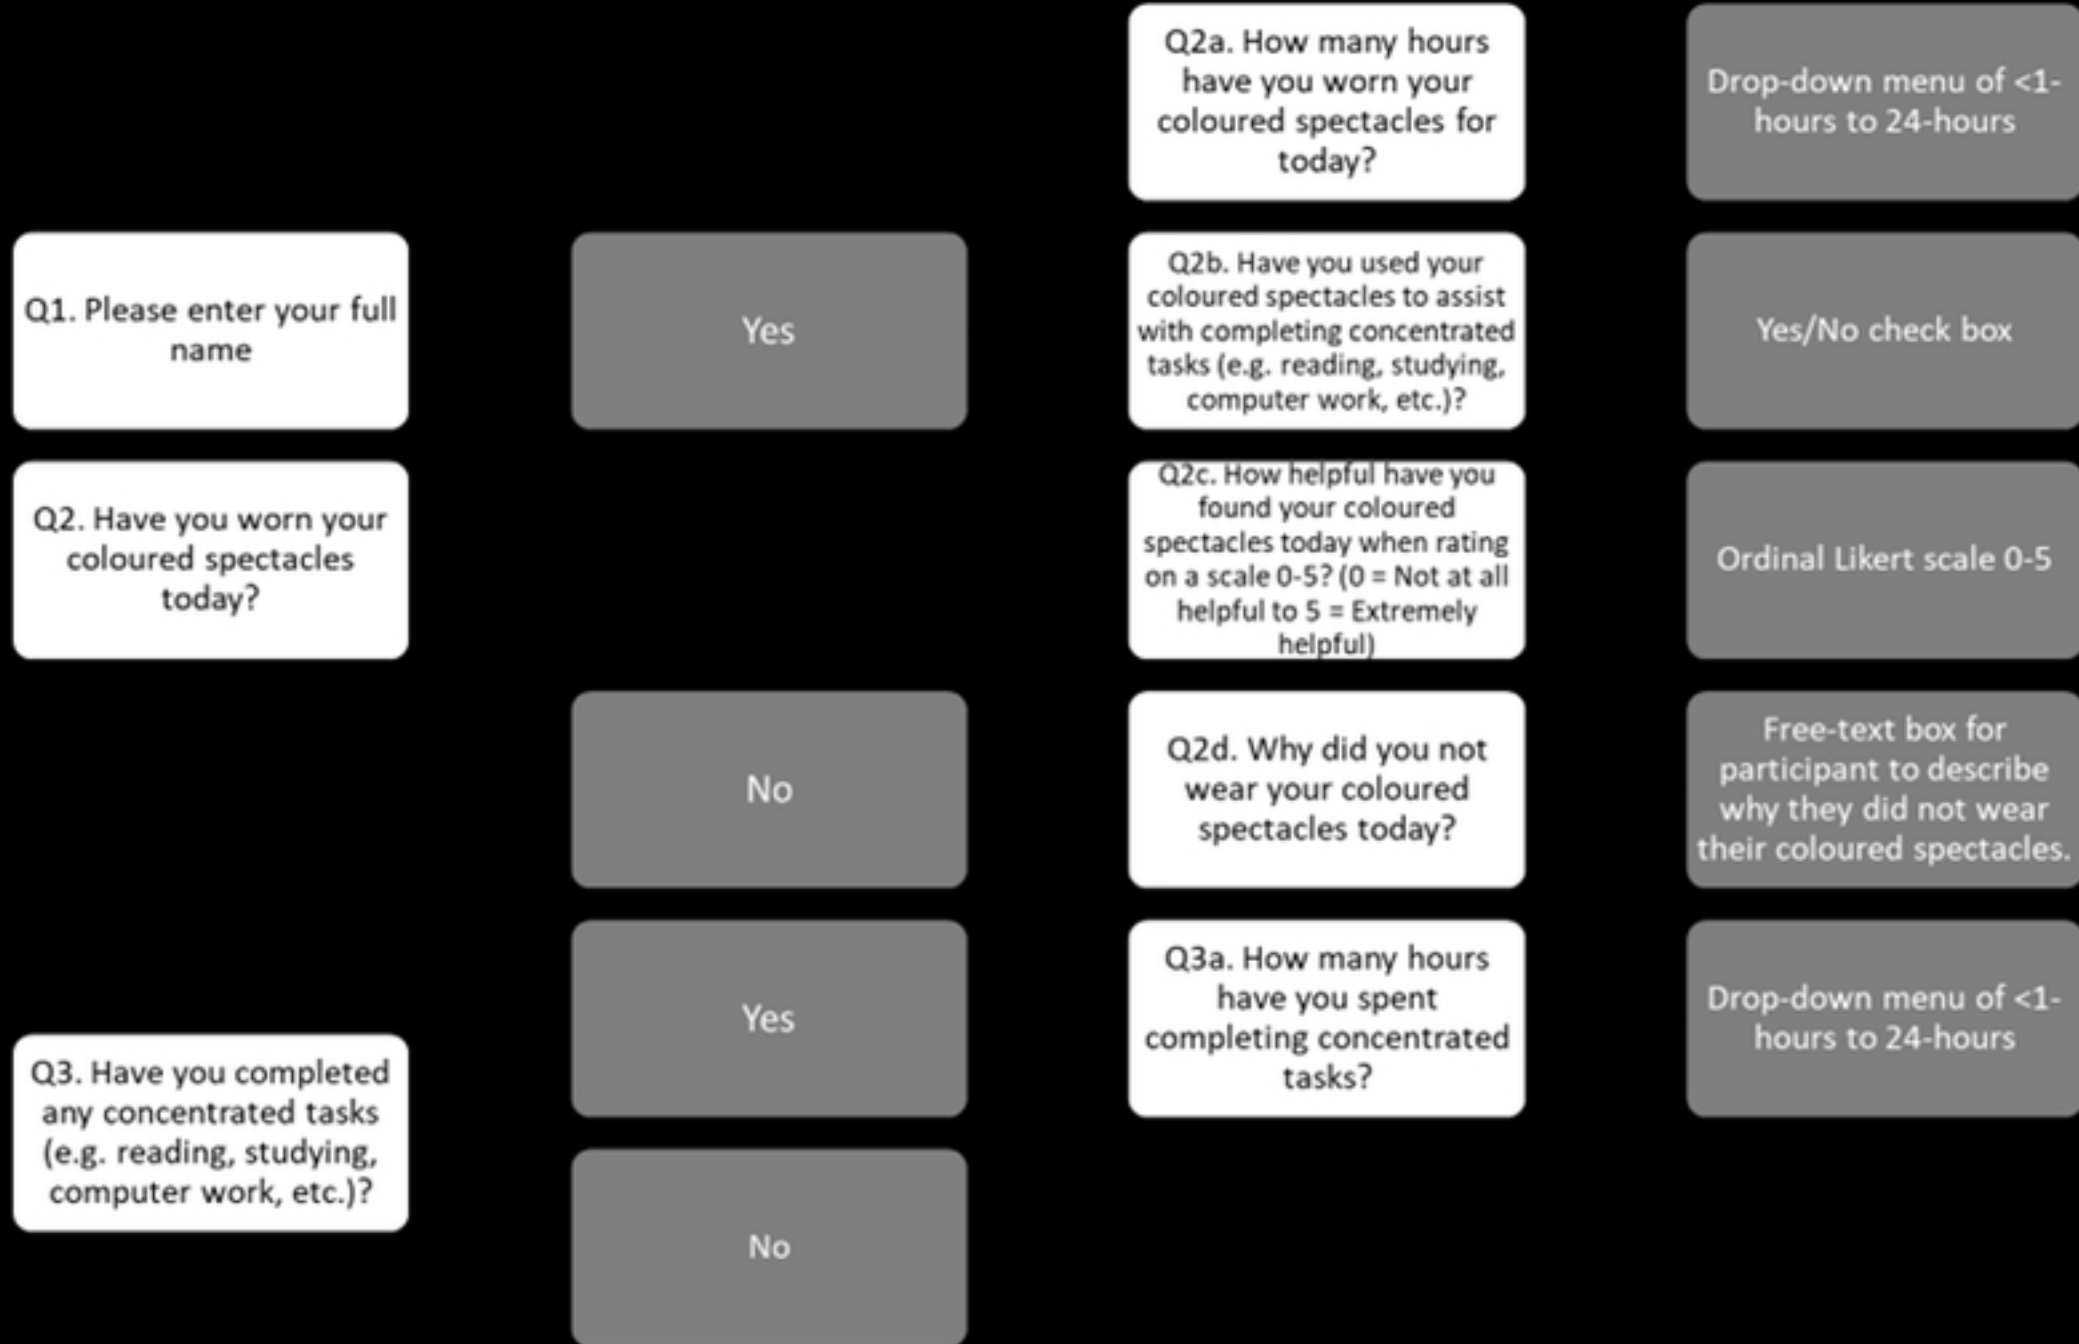 Q1. Please enter your full
name
Q2. Have you worn your
coloured spectacles
today?
Yes
Q2a. How many hours
have you worn your
coloured spectacles for
today?
Drop-down menu of <1-
hours to 24-hours
Q2b. Have you used your
coloured spectacles to assist
with completing concentrated
tasks (e.g. reading, studying,
computer work, etc.)?
Yes/No check box
Q2c. How helpful have you
found your coloured
spectacles today when rating
on a scale 0-5? (0 = Not at all
helpful to 5 = Extremely
helpful)
Ordinal Likert scale 0-5
No
Q2d. Why did you not
wear your coloured
spectacles today?
Free-text box for
participant to describe
why they did not wear
their coloured spectacles.
Q3. Have you completed
any concentrated tasks
(e.g. reading, studying,
computer work, etc.)?
Yes
Q3a. How many hours
have you spent
completing concentrated
tasks?
Drop-down menu of <1-
hours to 24-hours
No